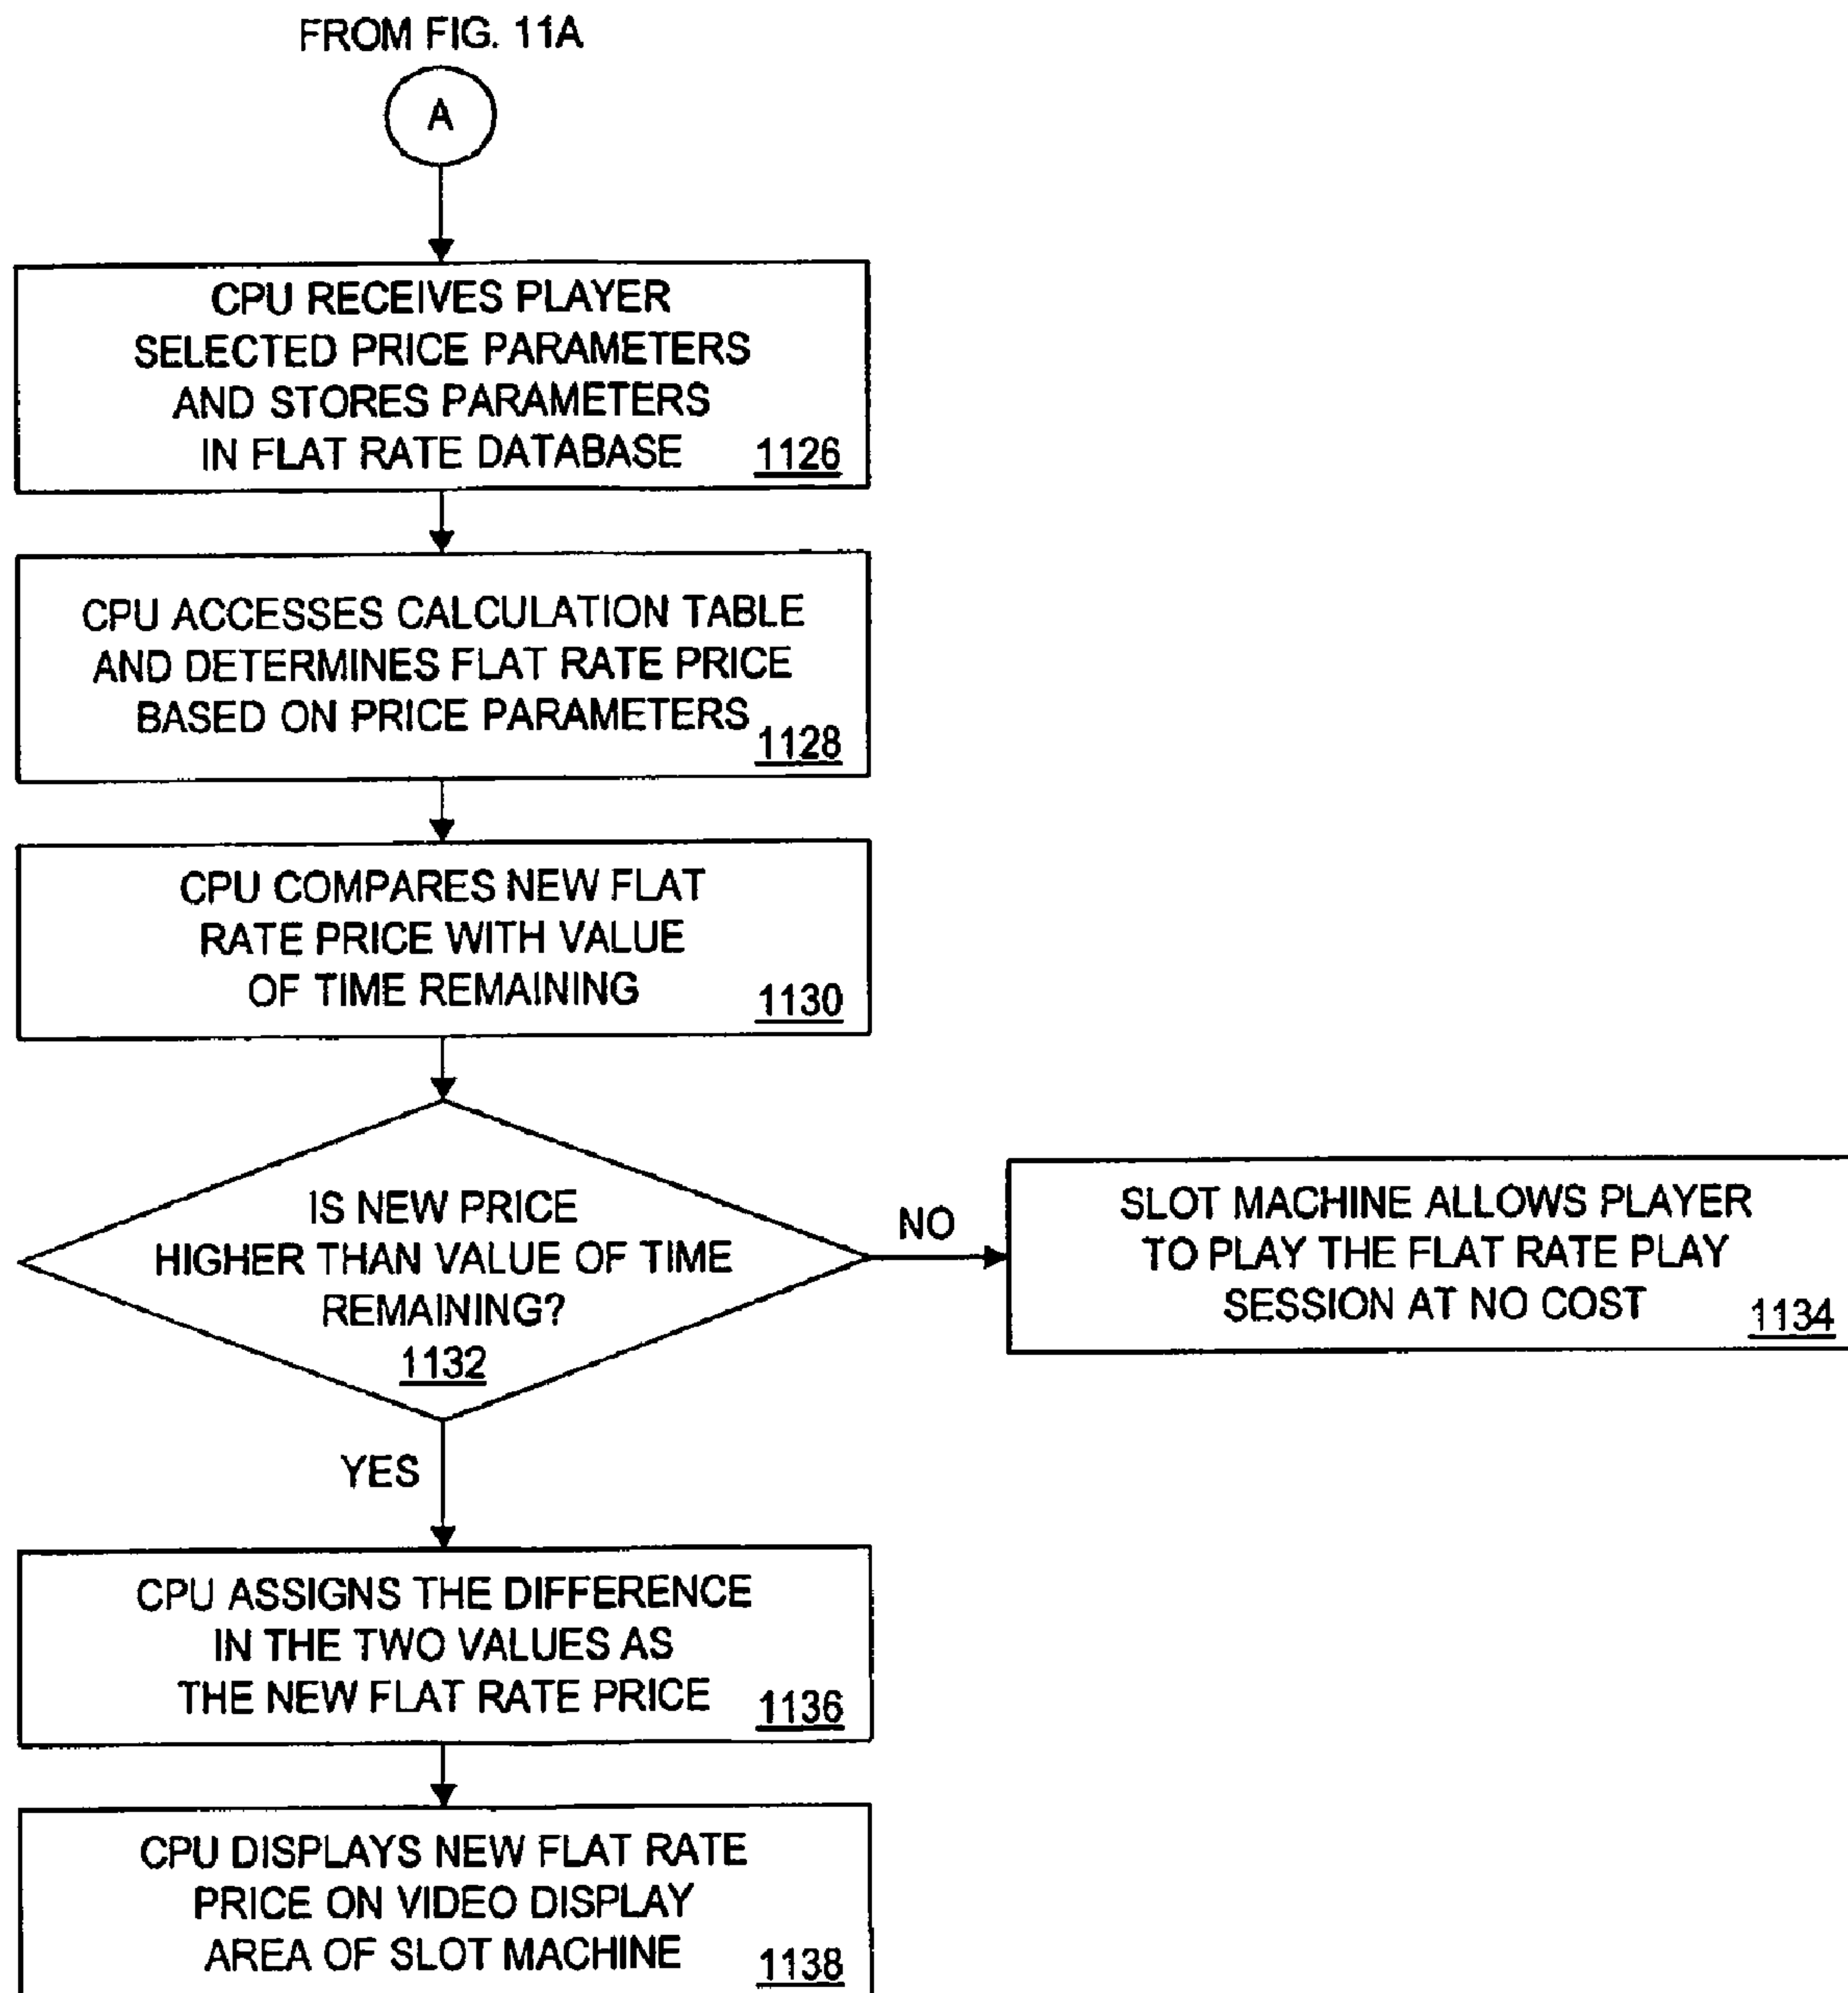 FROM FIG. 11A
A
CPU RECEIVES PLAYER
SELECTED PRICE PARAMETERS
AND STORES PARAMETERS
IN FLAT RATE DATABASE
1126
CPU ACCESSES CALCULATION TABLE
AND DETERMINES FLAT RATE PRICE
BASED ON PRICE PARAMETERS
1128
CPU COMPARES NEW FLAT
RATE PRICE WITH VALUE
OF TIME REMAINING
1130
IS NEW PRICE
HIGHER THAN VALUE OF TIME
REMAINING?
1132
NO
SLOT MACHINE ALLOWS PLAYER
TO PLAY THE FLAT RATE PLAY
SESSION AT NO COST
1134
YES
CPU ASSIGNS THE DIFFERENCE
IN THE TWO VALUES AS
THE NEW FLAT RATE PRICE
1136
CPU DISPLAYS NEW FLAT RATE
PRICE ON VIDEO DISPLAY
AREA OF SLOT MACHINE
1138